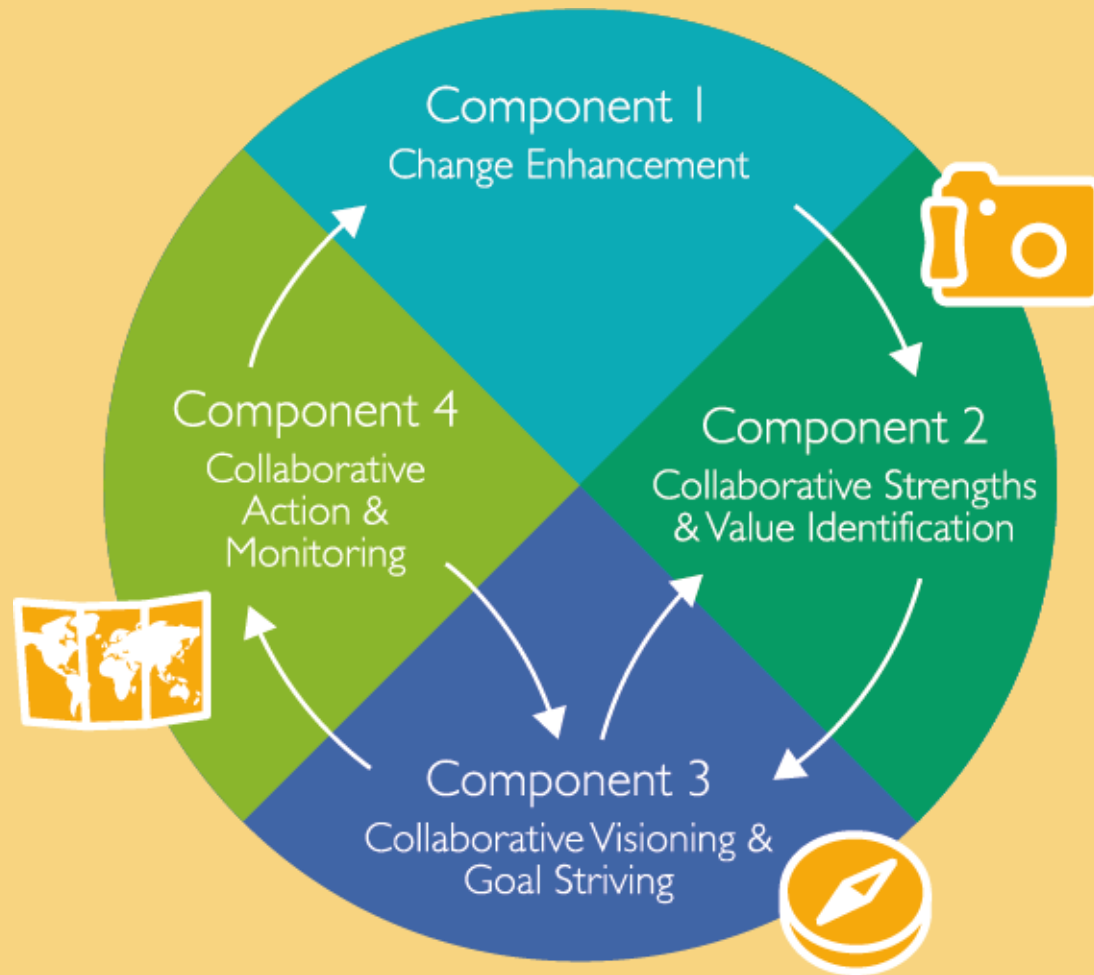 Component 1
Change Enhancement
Component 2
Collaborative Strengths
& Value Identification
Component 3
Collaborative Visioning &
Goal Striving
Component 4
Collaborative
Action &
Monitoring